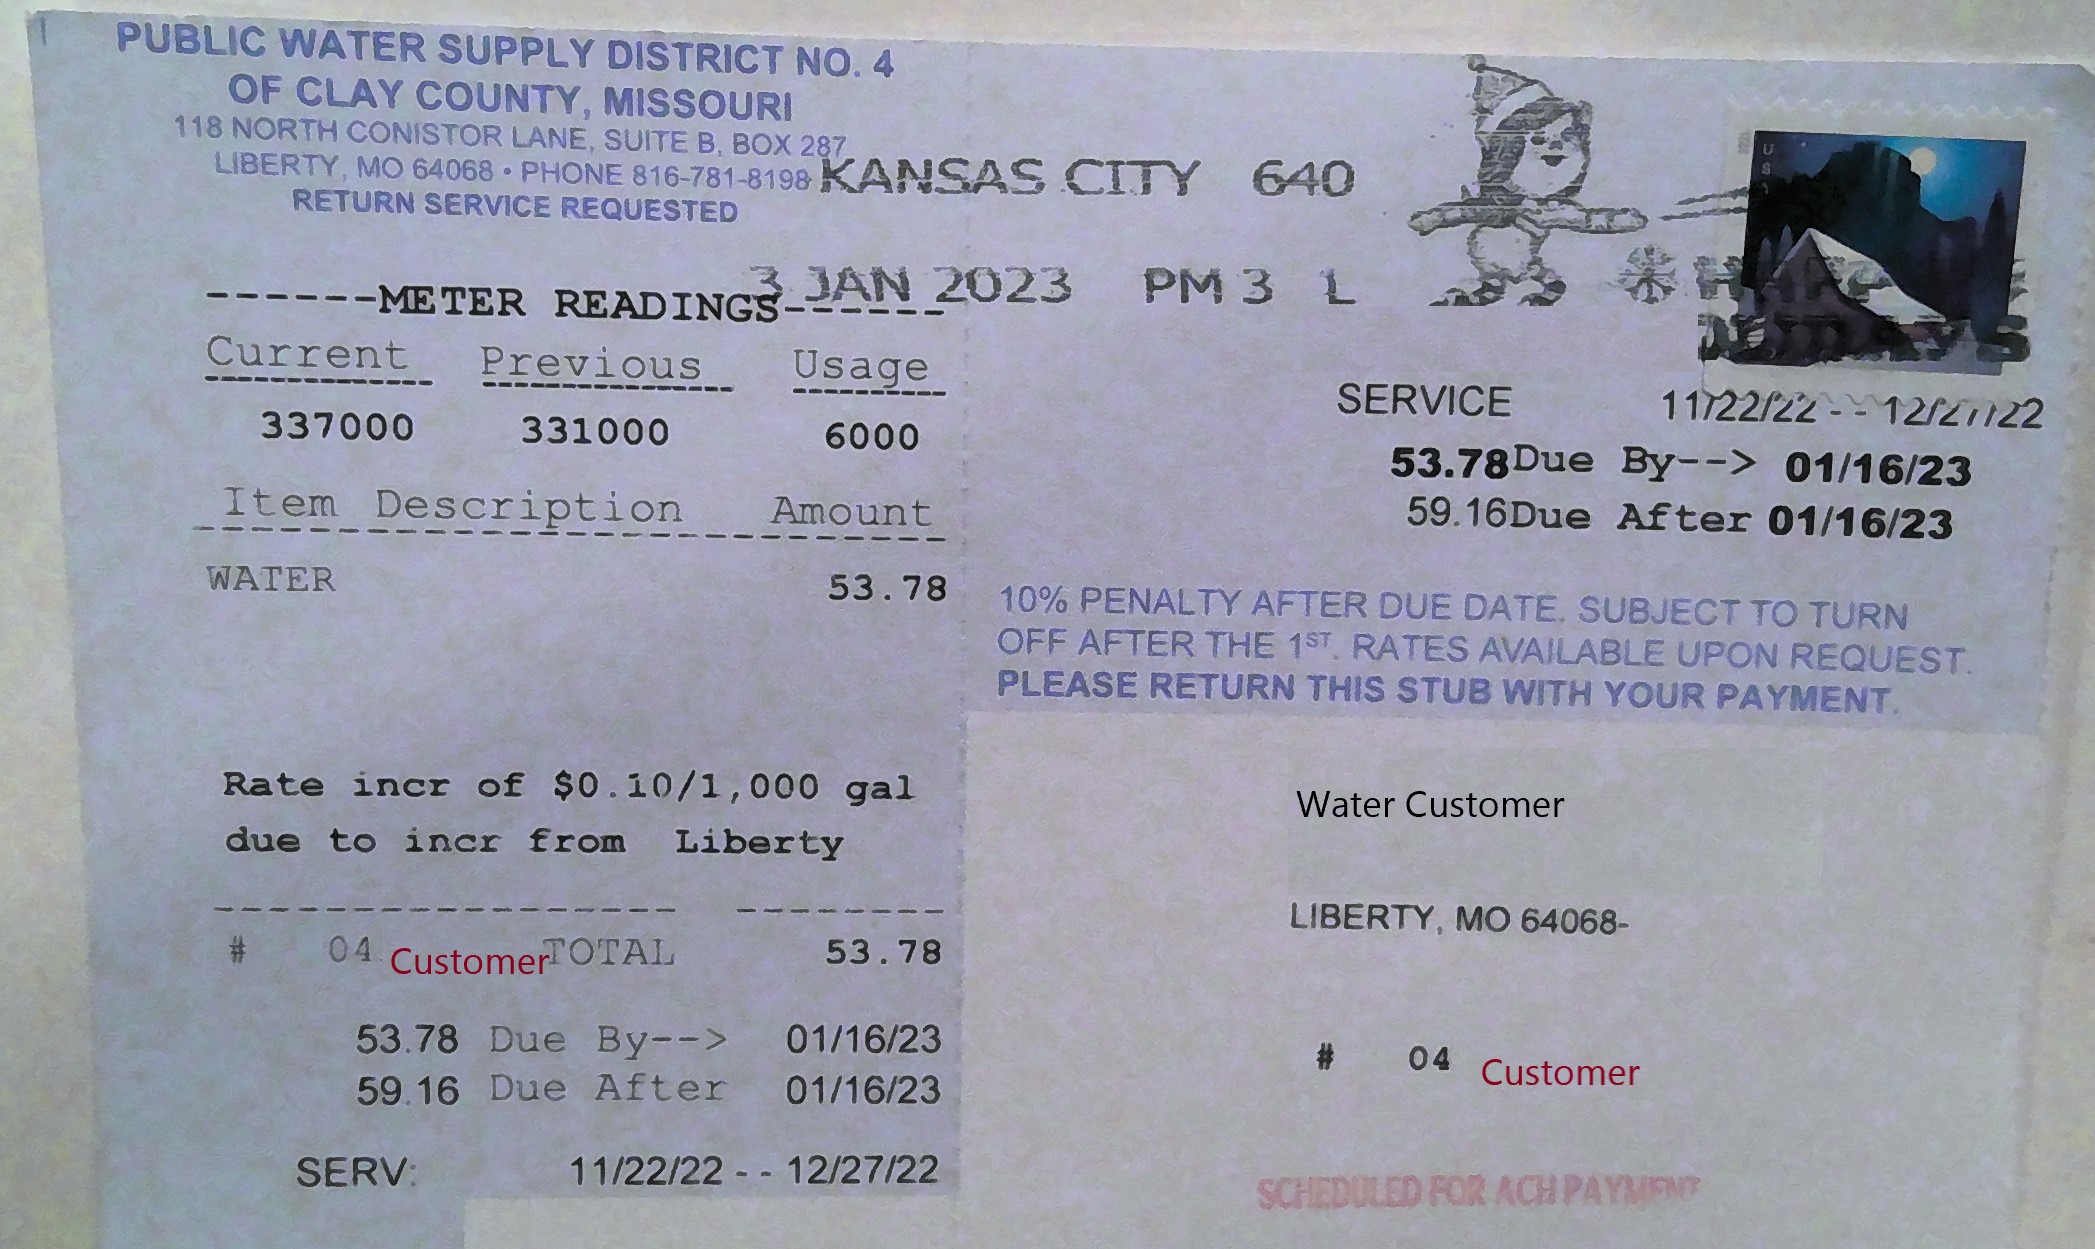 PUBLIC WATER SUPPLY DISTRICT NO. 4
OF CLAY COUNTY, MISSOURI
118 NORTH CONISTOR LANE, SUITE B, BOX 287
LIBERTY, MO 64068 • PHONE 816-781-8198
RETURN SERVICE REQUESTED
KANSAS CITY 640
3 JAN 2023 PM 3 L
USA
------METER READINGS------
Current Previous Usage
337000 331000 6000
Item Description Amount
WATER 53.78
Rate incr of $0.10/1,000 gal
due to incr from Liberty
# 04 Customer TOTAL 53.78
53.78 Due By--> 01/16/23
59.16 Due After 01/16/23
SERV: 11/22/22 - - 12/27/22
SERVICE 11/22/22 - - 12/27/22
53.78 Due By--> 01/16/23
59.16 Due After 01/16/23
10% PENALTY AFTER DUE DATE. SUBJECT TO TURN
OFF AFTER THE 1ST. RATES AVAILABLE UPON REQUEST.
PLEASE RETURN THIS STUB WITH YOUR PAYMENT.
Water Customer
LIBERTY, MO 64068-
# 04 Customer
SCHEDULED FOR ACH PAYMENT